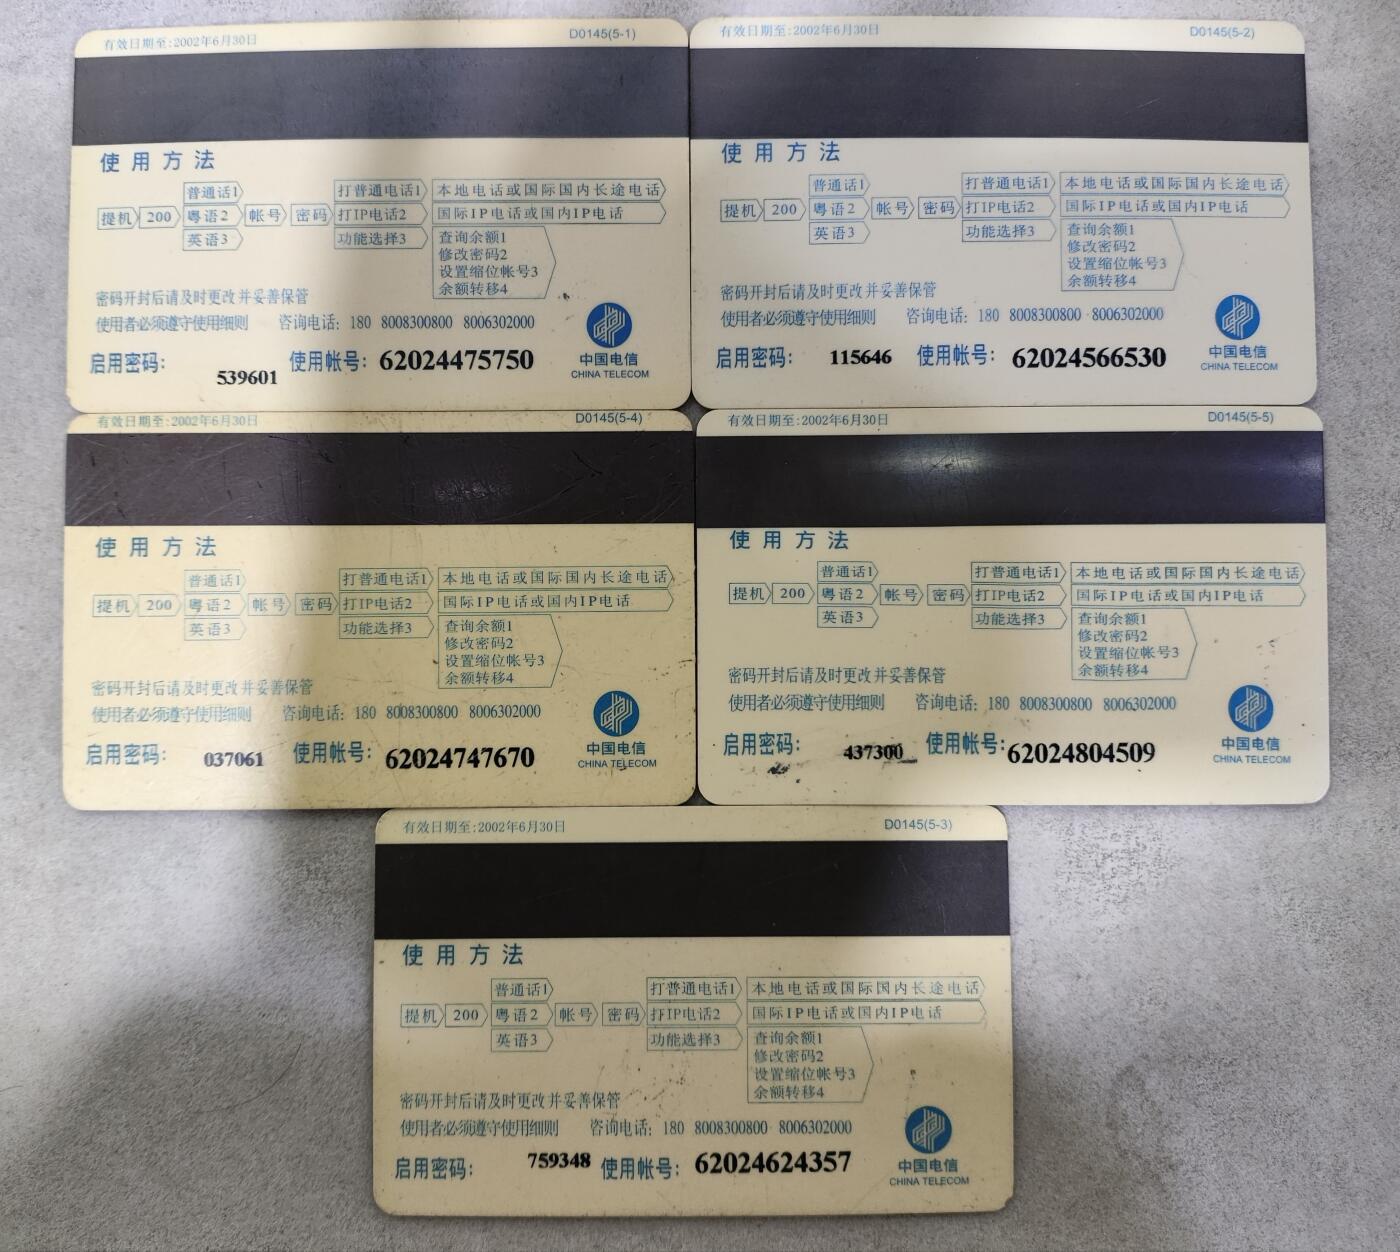 有效日期至:2002年6月30日 D0145(5-1)
使用方法
普通话1 打普通电话1 本地电话或国际国内长途电话
提机 200 粤语2 帐号 密码 打IP电话2 国际IP电话或国内IP电话
英语3 功能选择3 查询余额1
修改密码2
设置缩位帐号3
余额转移4
密码开封后请及时更改并妥善保管
使用者必须遵守使用细则 咨询电话: 180 8008300800 8006302000
启用密码: 539601 使用帐号: 62024475750
中国电信
CHINA TELECOM
有效日期至:2002年6月30日 D0145(5-2)
使用方法
普通话1 打普通电话1 本地电话或国际国内长途电话
提机 200 粤语2 帐号 密码 打IP电话2 国际IP电话或国内IP电话
英语3 功能选择3 查询余额1
修改密码2
设置缩位帐号3
余额转移4
密码开封后请及时更改并妥善保管
使用者必须遵守使用细则 咨询电话: 180 8008300800 8006302000
启用密码: 115646 使用帐号: 62024566530
中国电信
CHINA TELECOM
有效日期至:2002年6月30日 D0145(5-4)
使用方法
普通话1 打普通电话1 本地电话或国际国内长途电话
提机 200 粤语2 帐号 密码 打IP电话2 国际IP电话或国内IP电话
英语3 功能选择3 查询余额1
修改密码2
设置缩位帐号3
余额转移4
密码开封后请及时更改并妥善保管
使用者必须遵守使用细则 咨询电话: 180 8008300800 8006302000
启用密码: 037061 使用帐号: 62024747670
中国电信
CHINA TELECOM
有效日期至:2002年6月30日 D0145(5-5)
使用方法
普通话1 打普通电话1 本地电话或国际国内长途电话
提机 200 粤语2 帐号 密码 打IP电话2 国际IP电话或国内IP电话
英语3 功能选择3 查询余额1
修改密码2
设置缩位帐号3
余额转移4
密码开封后请及时更改并妥善保管
使用者必须遵守使用细则 咨询电话: 180 8008300800 8006302000
启用密码: 437300 使用帐号: 62024804509
中国电信
CHINA TELECOM
有效日期至:2002年6月30日 D0145(5-3)
使用方法
普通话1 打普通电话1 本地电话或国际国内长途电话
提机 200 粤语2 帐号 密码 打IP电话2 国际IP电话或国内IP电话
英语3 功能选择3 查询余额1
修改密码2
设置缩位帐号3
余额转移4
密码开封后请及时更改并妥善保管
使用者必须遵守使用细则 咨询电话: 180 8008300800 8006302000
启用密码: 759348 使用帐号: 62024624357
中国电信
CHINA TELECOM